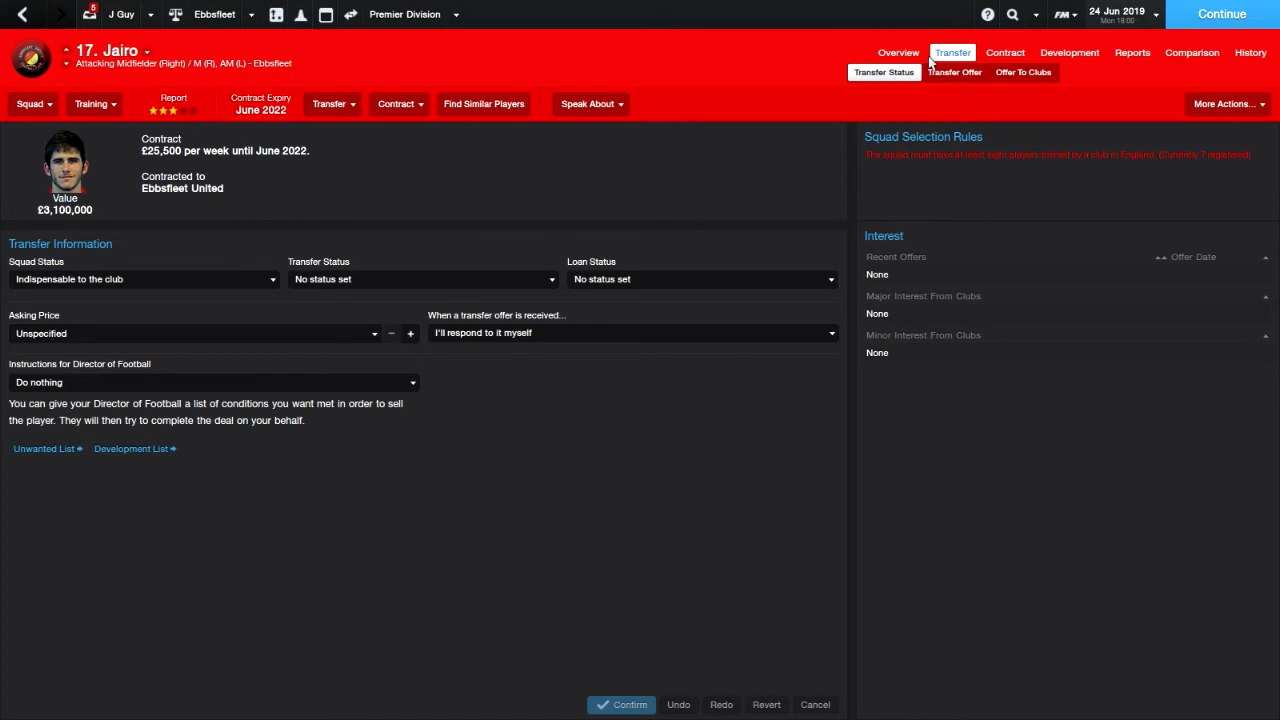 5 J Guy Ebbsfleet Premier Division FM 24 Jun 2019 Continue
Mon 18:00
17. Jairo
Attacking Midfielder (Right) / M (R), AM (L) - Ebbsfleet
Overview Transfer Contract Development Reports Comparison History
Transfer Status Transfer Offer Offer To Clubs
Squad Training Report Contract Expiry June 2022 Transfer Contract Find Similar Players Speak About More Actions...
Contract
£25,500 per week until June 2022.
Contracted to
Ebbsfleet United
Value
£3,100,000
Squad Selection Rules
The squad must have at least eight players trained by a club in England. (Currently 7 registered)
Transfer Information
Squad Status Transfer Status Loan Status
Indispensable to the club No status set No status set
Asking Price When a transfer offer is received...
Unspecified - + I'll respond to it myself
Instructions for Director of Football
Do nothing
You can give your Director of Football a list of conditions you want met in order to sell
the player. They will then try to complete the deal on your behalf.
Unwanted List Development List
Interest
Recent Offers Offer Date
None
Major Interest From Clubs
None
Minor Interest From Clubs
None
Confirm Undo Redo Revert Cancel